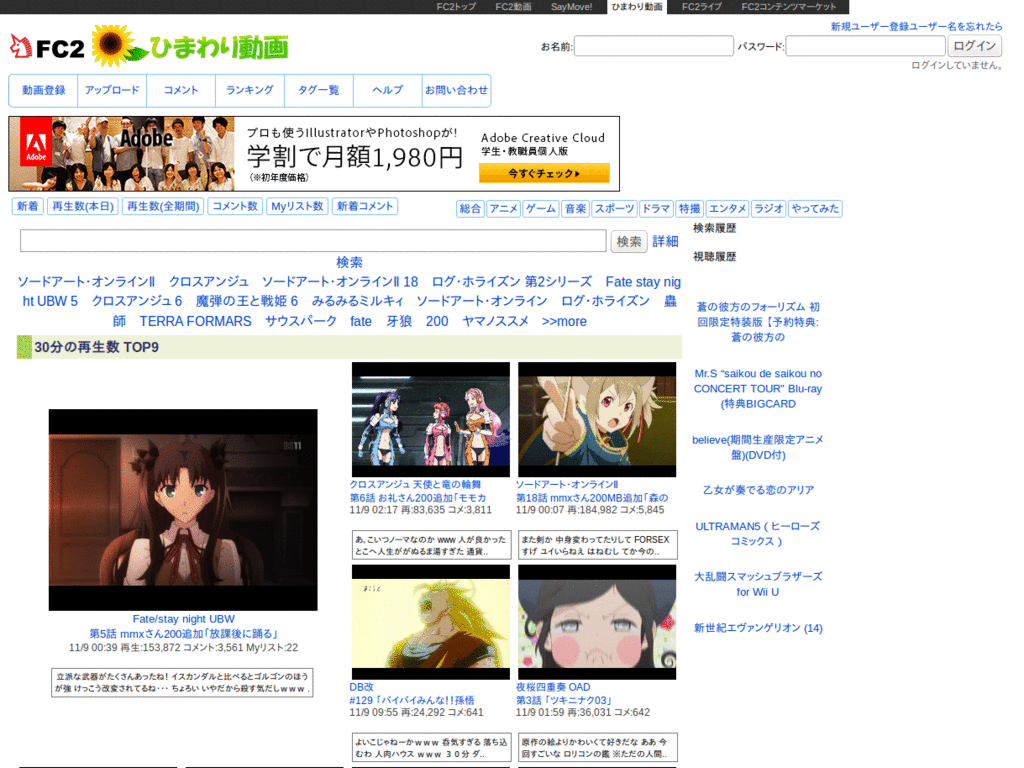 FC2トップ FC2動画 SayMove! ひまわり動画 FC2ライブ FC2コンテンツマーケット
新規ユーザー登録ユーザー名を忘れたら
FC2 ひまわり動画
お名前: パスワード: ログイン
ログインしていません。
動画登録 アップロード コメント ランキング タグ一覧 ヘルプ お問い合わせ
Adobe
Adobe
プロも使うIllustratorやPhotoshopが!
学割で月額1,980円
(※初年度価格)
Adobe Creative Cloud
学生・教職員個人版
今すぐチェック
新着 再生数(本日) 再生数(全期間) コメント数 Myリスト数 新着コメント
総合 アニメ ゲーム 音楽 スポーツ ドラマ 特撮 エンタメ ラジオ やってみた
検索 詳細
検索
ソードアート・オンラインⅡ クロスアンジュ ソードアート・オンラインⅡ 18 ログ・ホライズン 第2シリーズ Fate stay nig
ht UBW 5 クロスアンジュ 6 魔弾の王と戦姫 6 みるみるミルキィ ソードアート・オンライン ログ・ホライズン 蟲
師 TERRA FORMARS サウスパーク fate 牙狼 200 ヤマノススメ >>more
30分の再生数 TOP9
BS11
Fate/stay night UBW
第5話 mmxさん200追加「放課後に踊る」
11/9 00:39 再生:153,872 コメント:3,561 Myリスト:22
立派な武器がたくさんあったね! イスカンダルと比べるとゴルゴンのほう
が強 けっこう改変されてるね・・・ ちょろい いやだから殺す気だしｗｗｗ .
クロスアンジュ 天使と竜の輪舞
第6話 お礼さん200追加「モモカ
11/9 02:17 再:83,635 コメ:3,811
あ、こいつノーマなのか www 人が良かった
とこへ人生ががぬるま湯すぎた 通貨..
ソードアート・オンラインⅡ
第18話 mmxさん200MB追加「森の
11/9 00:07 再:184,982 コメ:5,845
また剣か 中身変わってたりして FORSEX
すげ ユイいらねえ はねむし てか今の..
DB改
#129 「バイバイみんな!!孫悟
11/9 09:55 再:24,292 コメ:641
よいこじゃねーかｗｗｗ 呑気すぎる 落ち込
むわ 人肉ハウス ｗｗｗ ３０分 ダ..
夜桜四重奏 OAD
第3話 「ツキニナク03」
11/9 01:59 再:36,031 コメ:642
原作の絵よりかわいくて好きだな ああ 今
回すごいな ロリコンの鑑 ※ただの人間..
検索履歴
視聴履歴
蒼の彼方のフォーリズム 初
回限定特装版 【予約特典:
蒼の彼方の
Mr.S “saikou de saikou no
CONCERT TOUR" Blu-ray
(特典BIGCARD
believe(期間生産限定アニメ
盤)(DVD付)
乙女が奏でる恋のアリア
ULTRAMAN5 ( ヒーローズ
コミックス )
大乱闘スマッシュブラザーズ
for Wii U
新世紀エヴァンゲリオン (14)